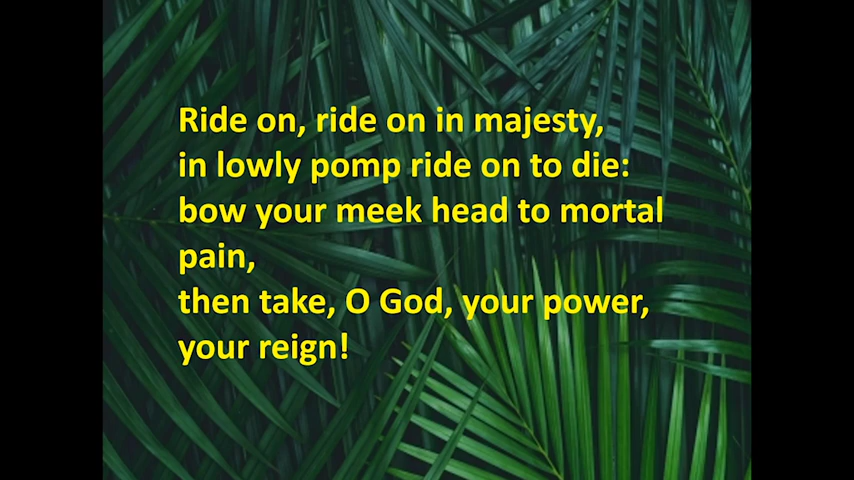 Ride on, ride on in majesty,
in lowly pomp ride on to die:
bow your meek head to mortal
pain,
then take, O God, your power,
your reign!